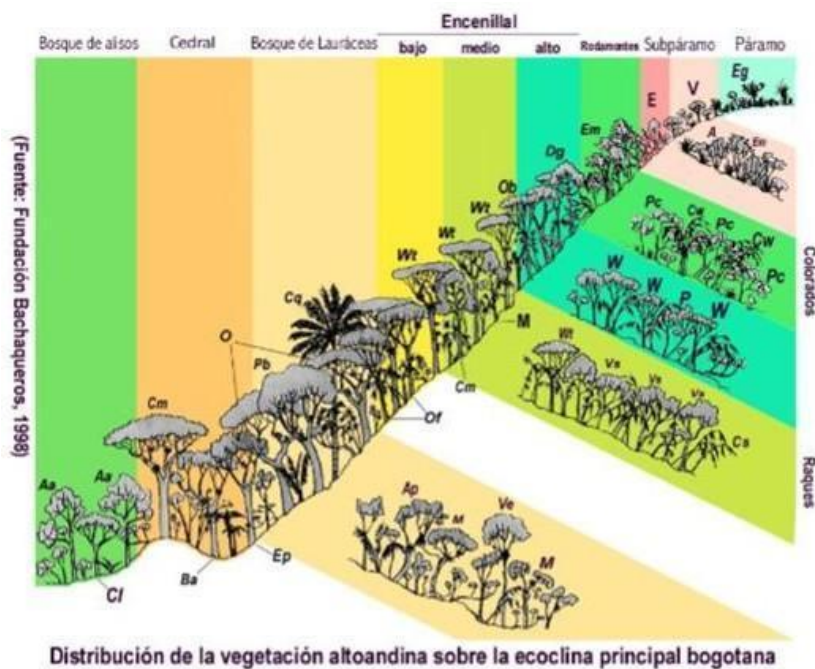 Encenillal
Bosque de alisos Cedral Bosque de Lauráceas bajo medio alto Rodamontes Subpáramo Páramo
(Fuente: Fundación Bachaqueros, 1998)
E V Eg
Em A En
Dg
Ob Pc Ca Pc Cw Pc
Wt Wt Wt
W W P W
Cq M
O Wt Vs Vs Vs
Pb Cm Cs
Of
Cm
Aa Aa Ap M Ve
Ep M
Cl Ba
Colorados
Raques
Distribución de la vegetación altoandina sobre la ecoclina principal bogotana